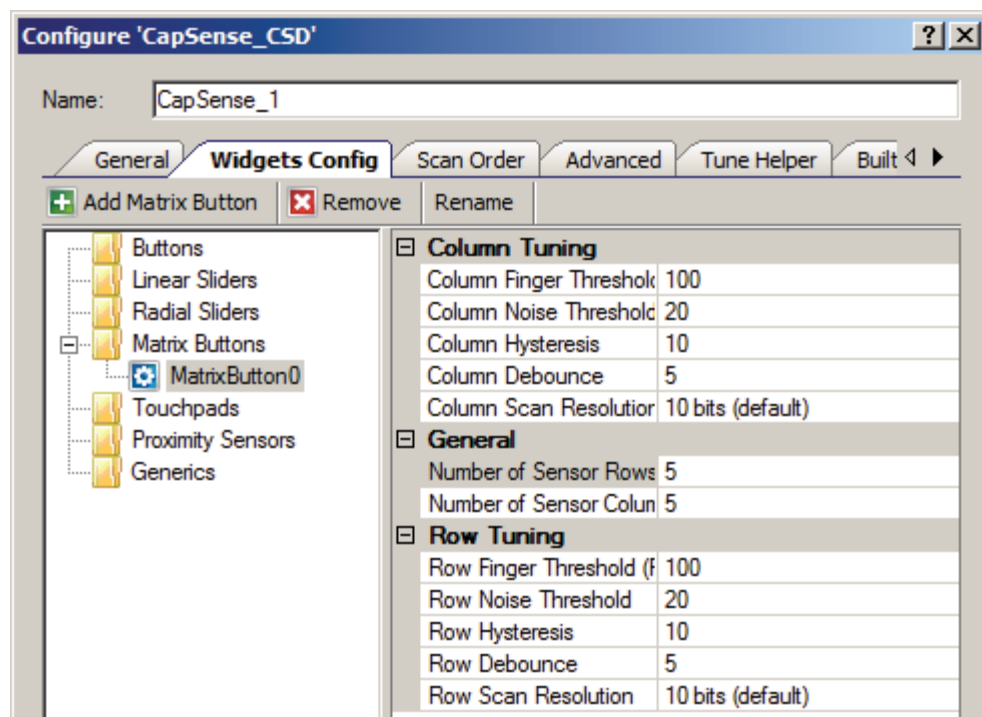 Configure 'CapSense_CSD'
Name: CapSense_1
General Widgets Config Scan Order Advanced Tune Helper Built
Add Matrix Button Remove Rename
Buttons
Linear Sliders
Radial Sliders
Matrix Buttons
MatrixButton0
Touchpads
Proximity Sensors
Generics
Column Tuning
Column Finger Threshold 100
Column Noise Threshold 20
Column Hysteresis 10
Column Debounce 5
Column Scan Resolution 10 bits (default)
General
Number of Sensor Rows 5
Number of Sensor Colun 5
Row Tuning
Row Finger Threshold (F 100
Row Noise Threshold 20
Row Hysteresis 10
Row Debounce 5
Row Scan Resolution 10 bits (default)